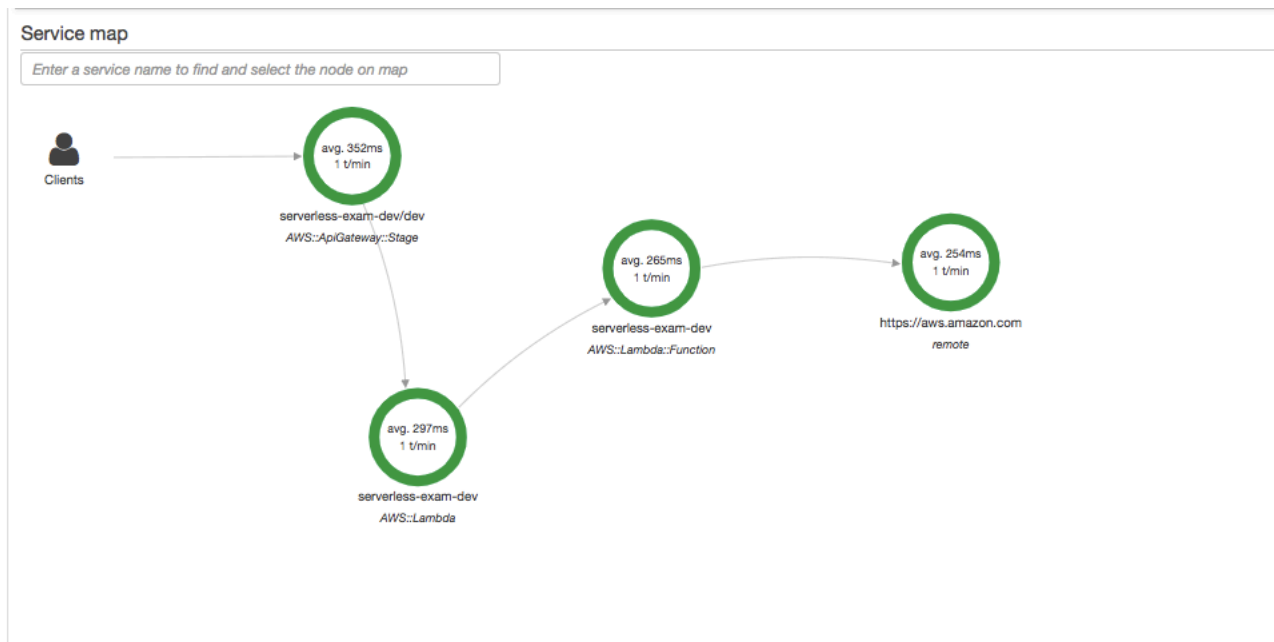 Service map
Enter a service name to find and select the node on map
Clients
avg. 352ms
1 t/min
serverless-exam-dev/dev
AWS::ApiGateway::Stage
avg. 265ms
1 t/min
serverless-exam-dev
AWS::Lambda::Function
avg. 254ms
1 t/min
https://aws.amazon.com
remote
avg. 297ms
1 t/min
serverless-exam-dev
AWS::Lambda